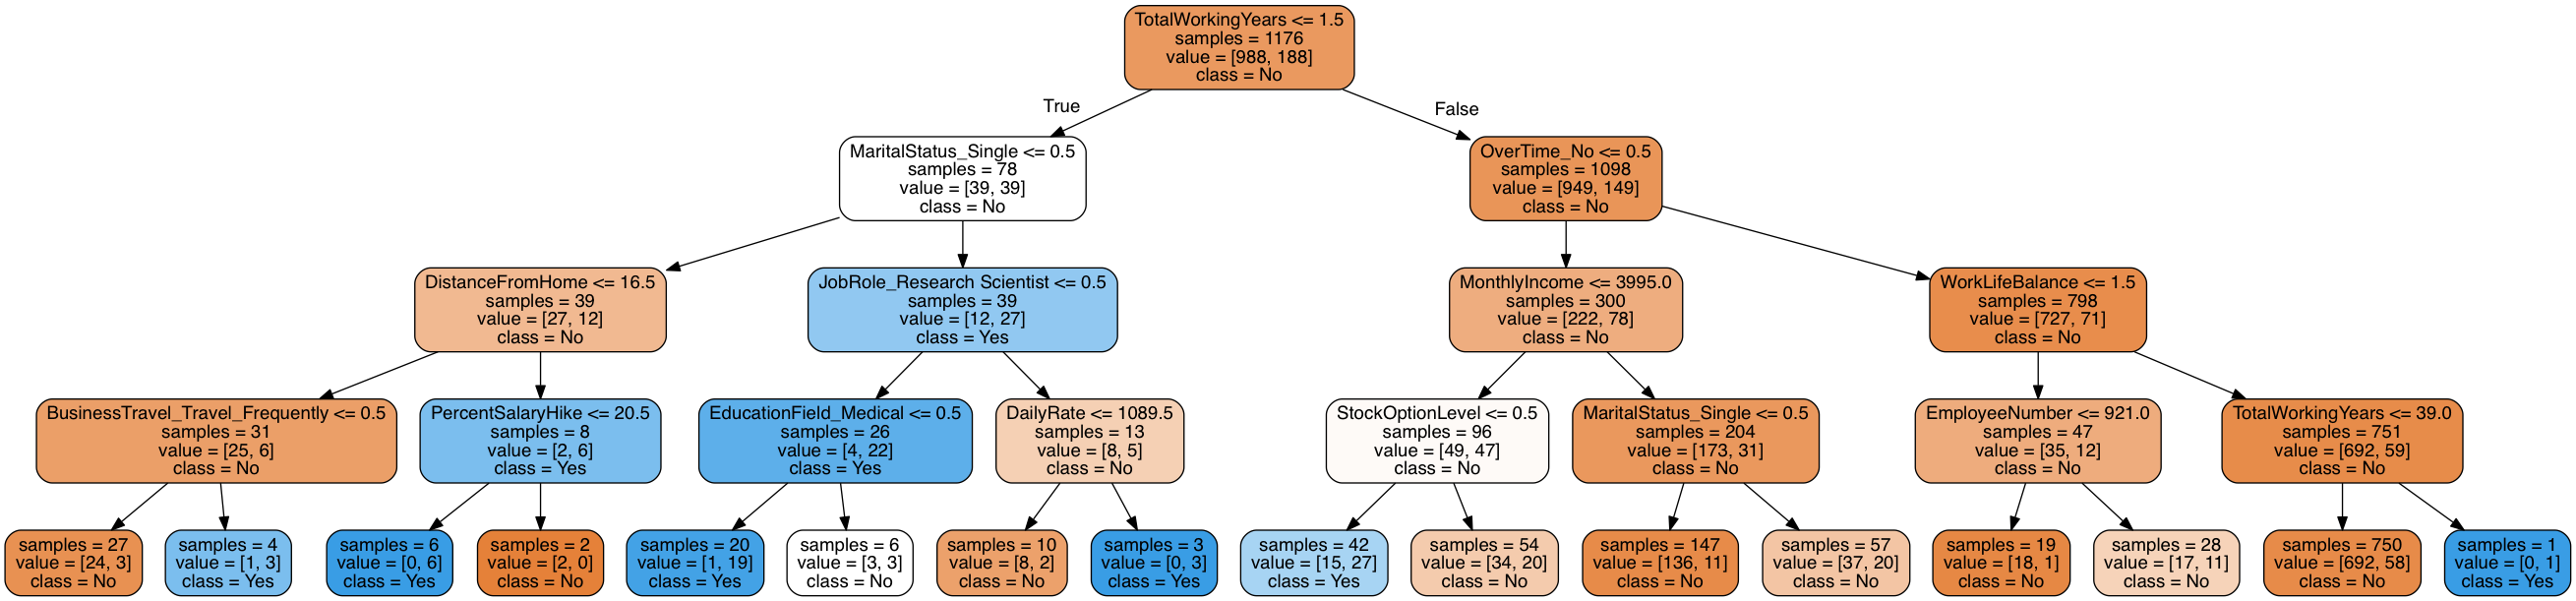 TotalWorkingYears <= 1.5
samples = 1176
value = [988, 188]
class = No
True
False
MaritalStatus_Single <= 0.5
samples = 78
value = [39, 39]
class = No
OverTime_No <= 0.5
samples = 1098
value = [949, 149]
class = No
DistanceFromHome <= 16.5
samples = 39
value = [27, 12]
class = No
JobRole_Research Scientist <= 0.5
samples = 39
value = [12, 27]
class = Yes
MonthlyIncome <= 3995.0
samples = 300
value = [222, 78]
class = No
WorkLifeBalance <= 1.5
samples = 798
value = [727, 71]
class = No
BusinessTravel_Travel_Frequently <= 0.5
samples = 31
value = [25, 6]
class = No
PercentSalaryHike <= 20.5
samples = 8
value = [2, 6]
class = Yes
EducationField_Medical <= 0.5
samples = 26
value = [4, 22]
class = Yes
DailyRate <= 1089.5
samples = 13
value = [8, 5]
class = No
StockOptionLevel <= 0.5
samples = 96
value = [49, 47]
class = No
MaritalStatus_Single <= 0.5
samples = 204
value = [173, 31]
class = No
EmployeeNumber <= 921.0
samples = 47
value = [35, 12]
class = No
TotalWorkingYears <= 39.0
samples = 751
value = [692, 59]
class = No
samples = 27
value = [24, 3]
class = No
samples = 4
value = [1, 3]
class = Yes
samples = 6
value = [0, 6]
class = Yes
samples = 2
value = [2, 0]
class = No
samples = 20
value = [1, 19]
class = Yes
samples = 6
value = [3, 3]
class = No
samples = 10
value = [8, 2]
class = No
samples = 3
value = [0, 3]
class = Yes
samples = 42
value = [15, 27]
class = Yes
samples = 54
value = [34, 20]
class = No
samples = 147
value = [136, 11]
class = No
samples = 57
value = [37, 20]
class = No
samples = 19
value = [18, 1]
class = No
samples = 28
value = [17, 11]
class = No
samples = 750
value = [692, 58]
class = No
samples = 1
value = [0, 1]
class = Yes